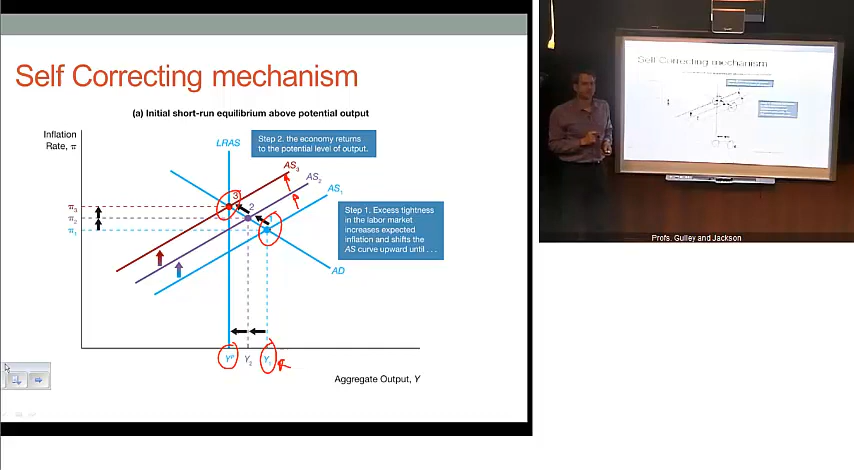 Self Correcting mechanism
(a) Initial short-run equilibrium above potential output
Inflation
Rate, π
LRAS
Step 2. the economy returns
to the potential level of output.
AS3
AS2
AS1
3
2
1
π3
π2
π1
Step 1. Excess tightness
in the labor market
increases expected
inflation and shifts the
AS curve upward until . . .
AD
YP
Y2
Y1
Aggregate Output, Y
Self Correcting mechanism
Profs. Gulley and Jackson